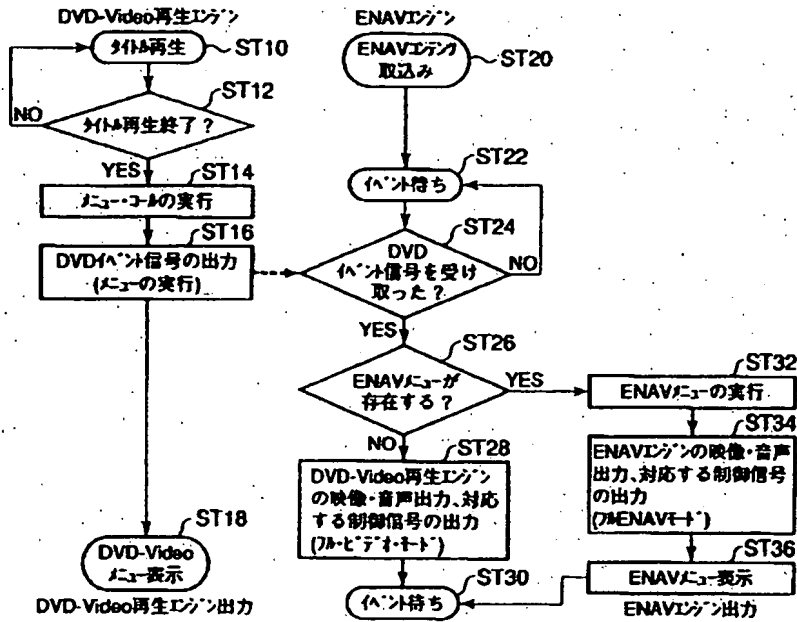 DVD-Video再生エンジン
タイトル再生
ST10
ST12
タイトル再生終了?
NO
YES
ST14
メニュー・コールの実行
ST16
DVDイベント信号の出力
(メニューの実行)
ST18
DVD-Video
メニュー表示
DVD-Video再生エンジン出力
ENAVエンジン
ENAVコンテンツ
取込み
ST20
ST22
イベント待ち
ST24
DVD
イベント信号を受け
取った?
NO
YES
ST26
ENAVメニューが
存在する?
YES
NO
ST28
DVD-Video再生エンジン
の映像・音声出力、対応
する制御信号の出力
(フル・ビデオ・モード)
ST30
イベント待ち
ST32
ENAVメニューの実行
ST34
ENAVエンジンの映像・音声
出力、対応する制御信号
の出力
(フルENAVモード)
ST36
ENAVメニュー表示
ENAVエンジン出力